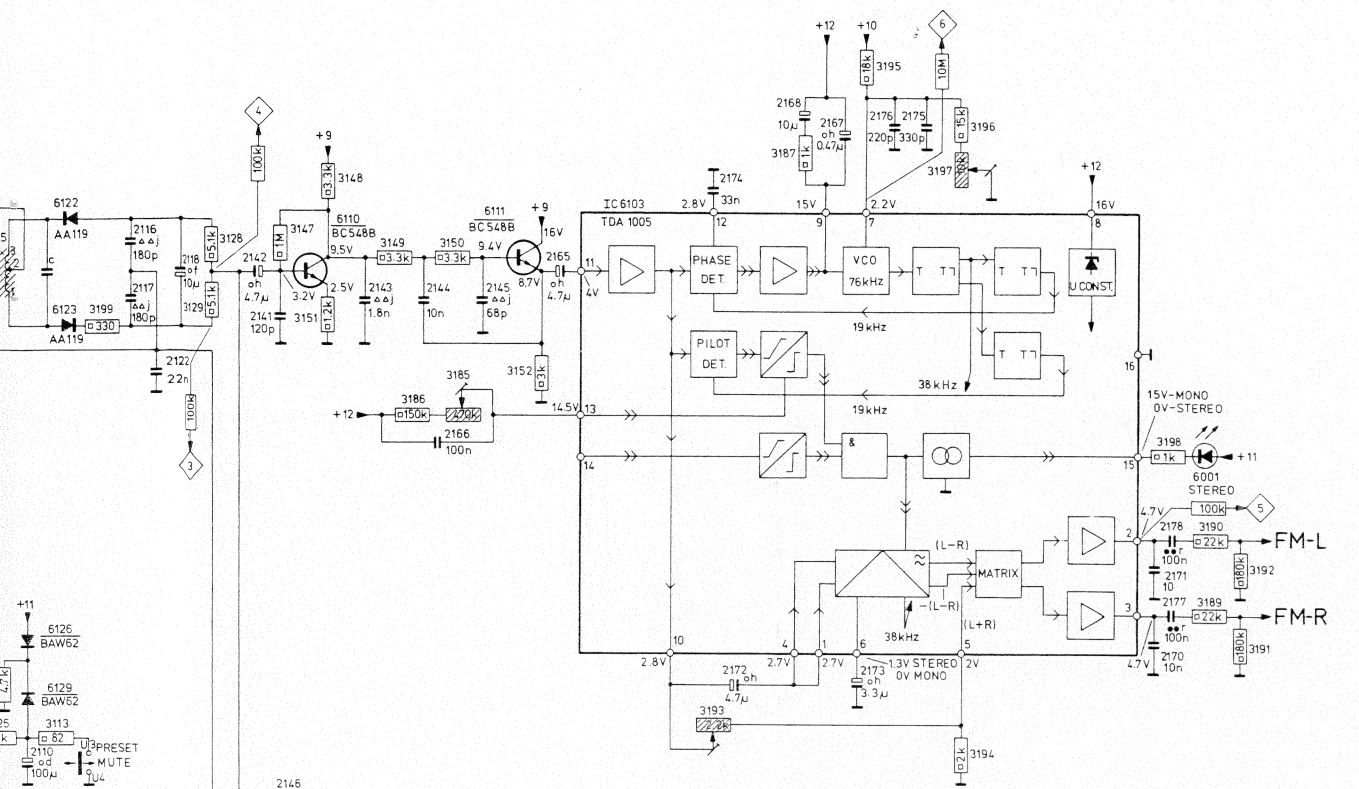 +12
+10
6
18k
3195
10M
4
2168
10µ
2167
oh
0.47µ
2176
220p
2175
330p
15k
3196
3187
1k
3197
10k
+9
100k
3.3k
3148
2174
33n
+12
6122
AA119
2116
△△j
180p
5.1k
3128
2142
oh
4.7µ
3147
1M
6110
BC548B
9.5V
6111
BC548B
+9
16V
IC6103
TDA 1005
2.8V
12
15V
9
2.2V
7
16V
8
3149
3.3k
3150
3.3k
9.4V
2165
oh
4.7µ
11
4V
PHASE
DET.
VCO
76kHz
U CONST.
c
2118
of
10µ
2117
△△j
180p
5.1k
3129
3.2V
2.5V
8.7V
2143
△△j
1.8n
2144
10n
2145
△△j
68p
6123
AA119
3199
330
2141
120p
3151
1.2k
19kHz
PILOT
DET.
38kHz
19kHz
16
2122
22n
3152
3k
100k
3
3185
470k
3186
150k
+12
2166
100n
14.5V
13
15V-MONO
0V-STEREO
14
&
15
3198
1k
+11
6001
STEREO
100k
5
4.7V
2
2178
r
100n
3190
22k
FM-L
2171
10
180k
3192
(L-R)
MATRIX
-(L-R)
(L+R)
38kHz
3
2177
r
100n
3189
22k
FM-R
4.7V
2170
10n
180k
3191
10
2.8V
4
2.7V
1
2.7V
6
1.3V STEREO
0V MONO
5
2V
2172
oh
4.7µ
2173
oh
3.3µ
3193
2.2k
2k
3194
+11
6126
BAW62
4.7k
6129
BAW62
25
k
3113
82
2110
od
100µ
U3
PRESET
MUTE
U4
2146